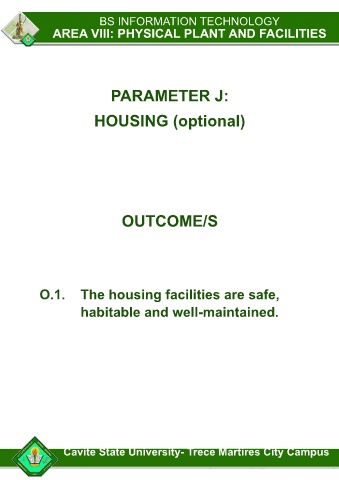 BS INFORMATION TECHNOLOGY
AREA VIII: PHYSICAL PLANT AND FACILITIES
PARAMETER J:
HOUSING (optional)
OUTCOME/S
O.1. The housing facilities are safe,
habitable and well-maintained.
Cavite State University- Trece Martires City Campus